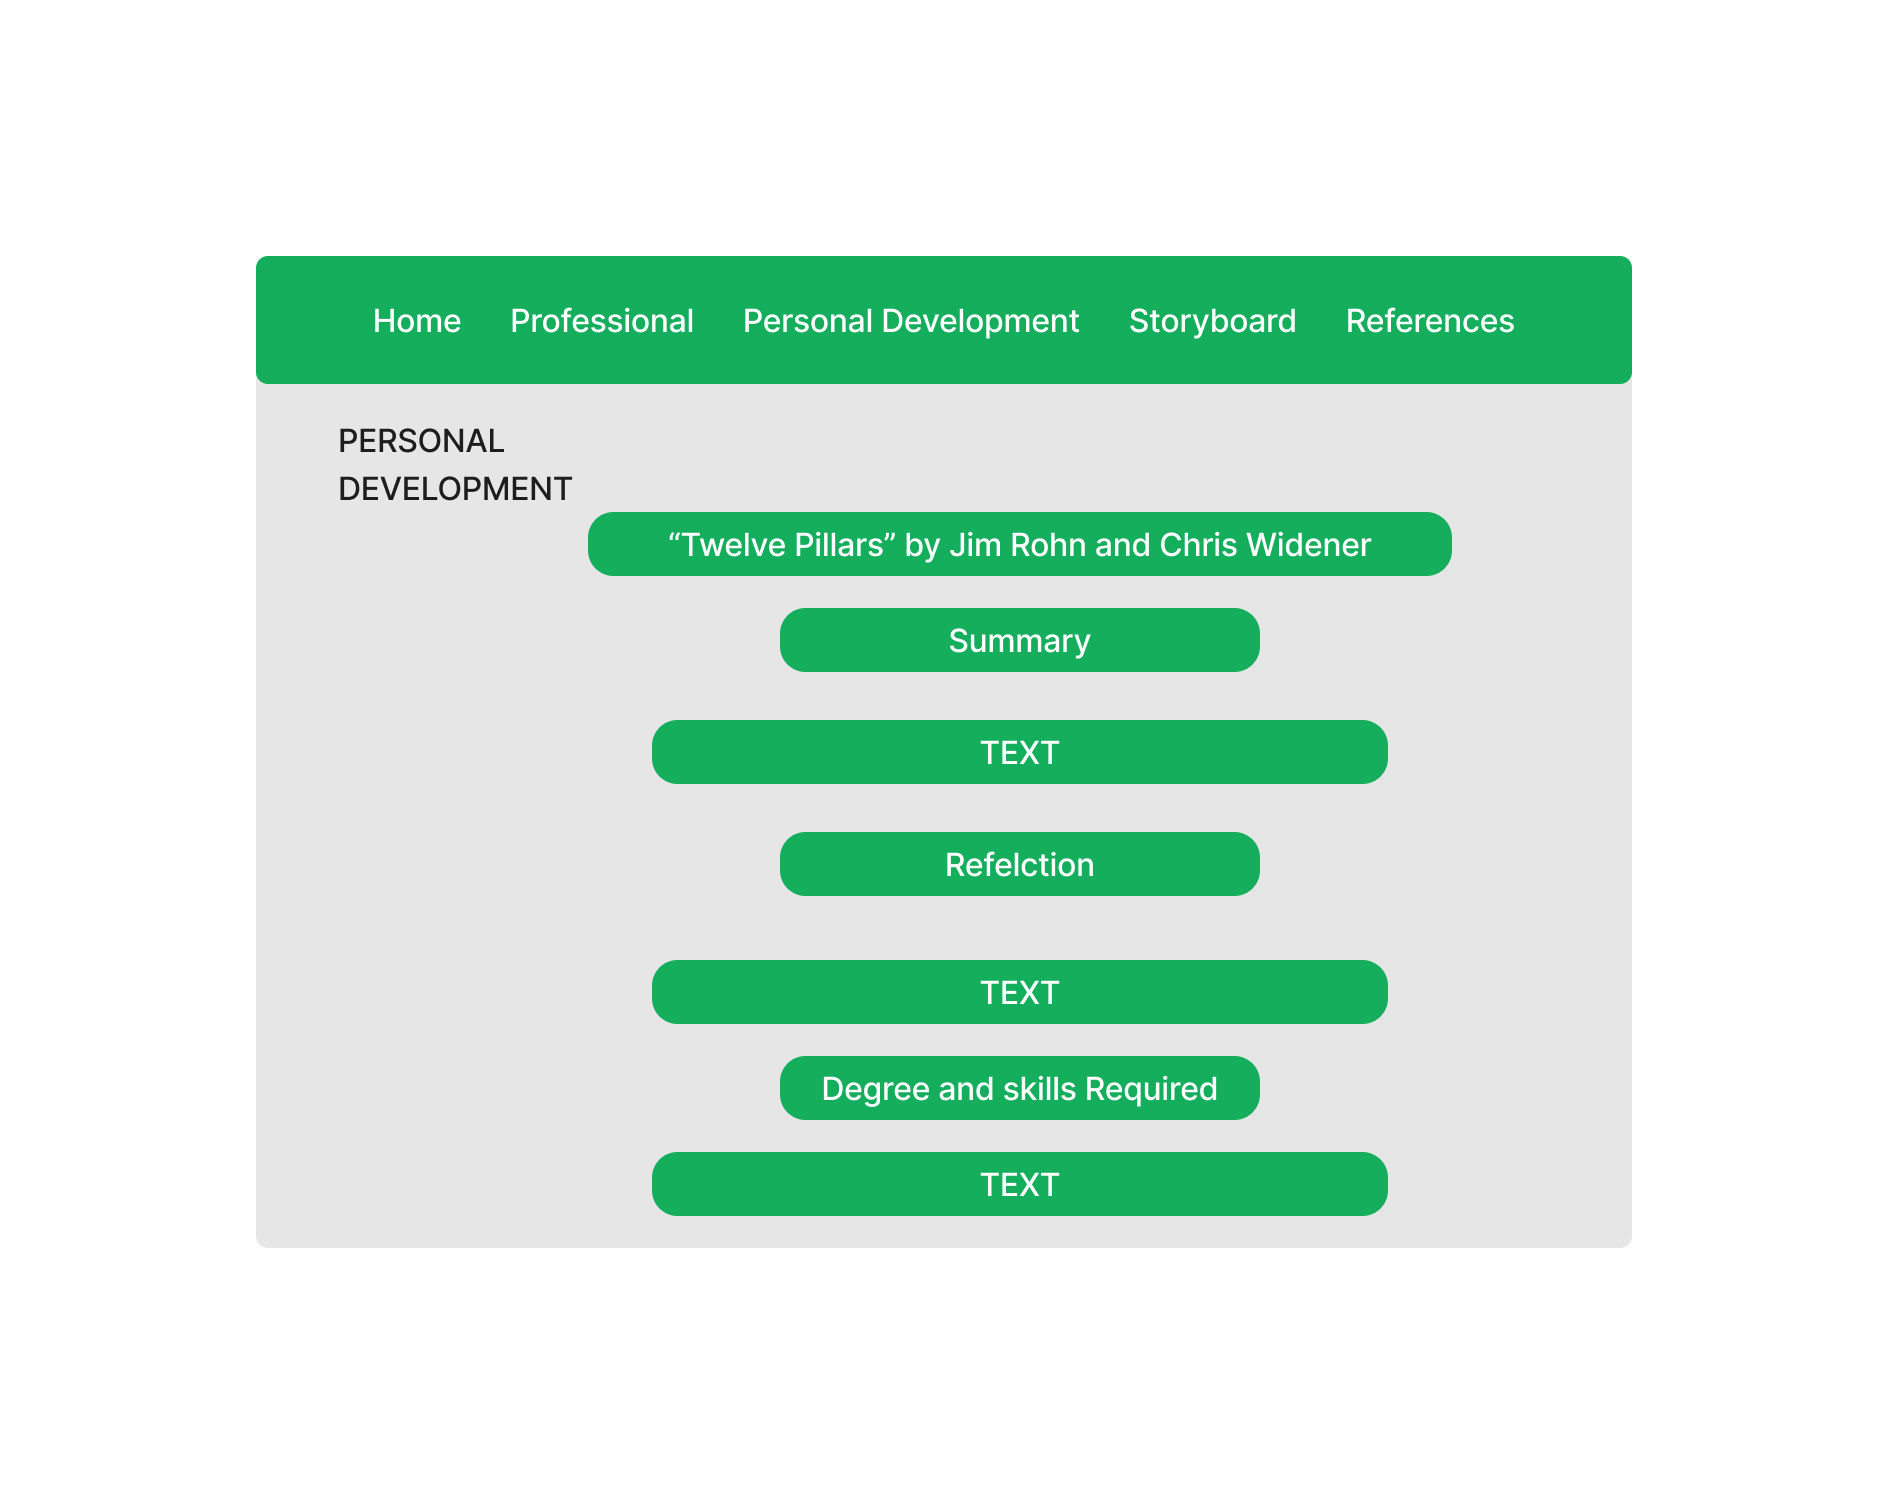 Home Professional Personal Development Storyboard References
PERSONAL
DEVELOPMENT
“Twelve Pillars” by Jim Rohn and Chris Widener
Summary
TEXT
Refelction
TEXT
Degree and skills Required
TEXT